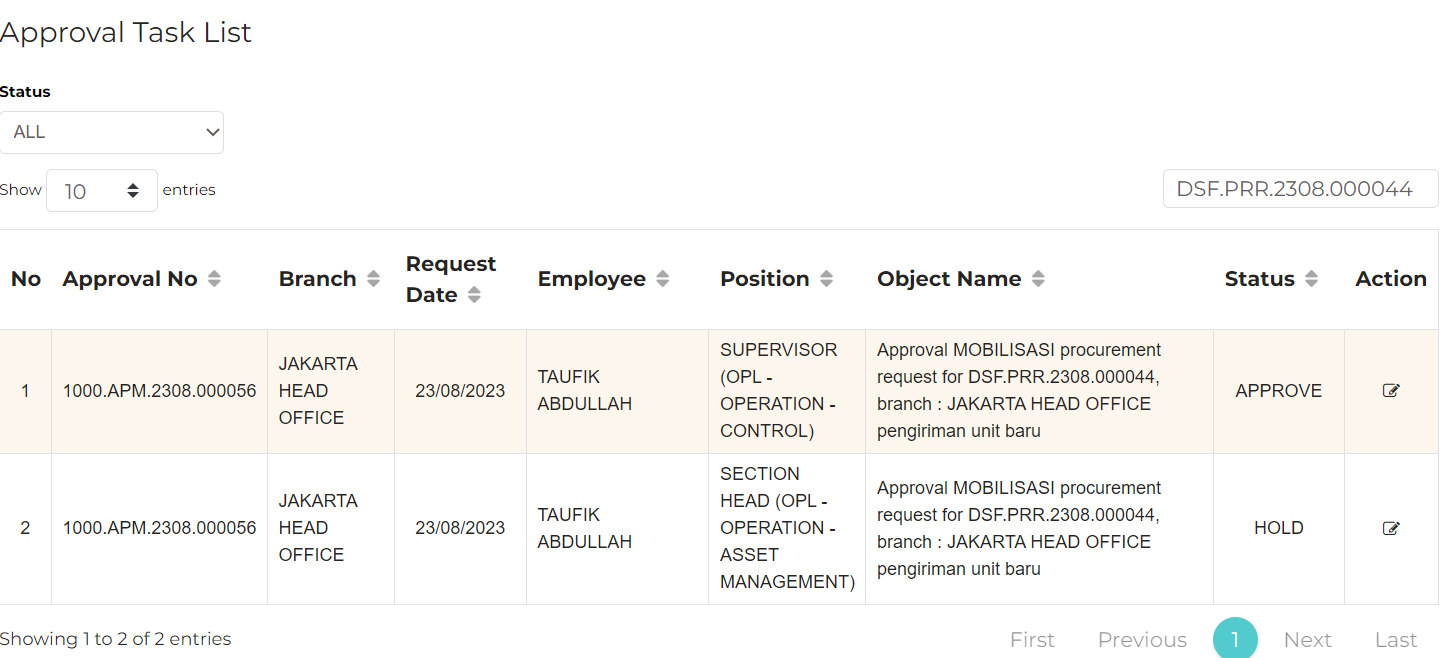 Approval Task List
Status
ALL
Show 10 entries
DSF.PRR.2308.000044
No Approval No Branch Request Date Employee Position Object Name Status Action
1 1000.APM.2308.000056 JAKARTA HEAD OFFICE 23/08/2023 TAUFIK ABDULLAH SUPERVISOR (OPL - OPERATION - CONTROL) Approval MOBILISASI procurement request for DSF.PRR.2308.000044, branch : JAKARTA HEAD OFFICE pengiriman unit baru APPROVE
2 1000.APM.2308.000056 JAKARTA HEAD OFFICE 23/08/2023 TAUFIK ABDULLAH SECTION HEAD (OPL - OPERATION - ASSET MANAGEMENT) Approval MOBILISASI procurement request for DSF.PRR.2308.000044, branch : JAKARTA HEAD OFFICE pengiriman unit baru HOLD
Showing 1 to 2 of 2 entries
First Previous 1 Next Last